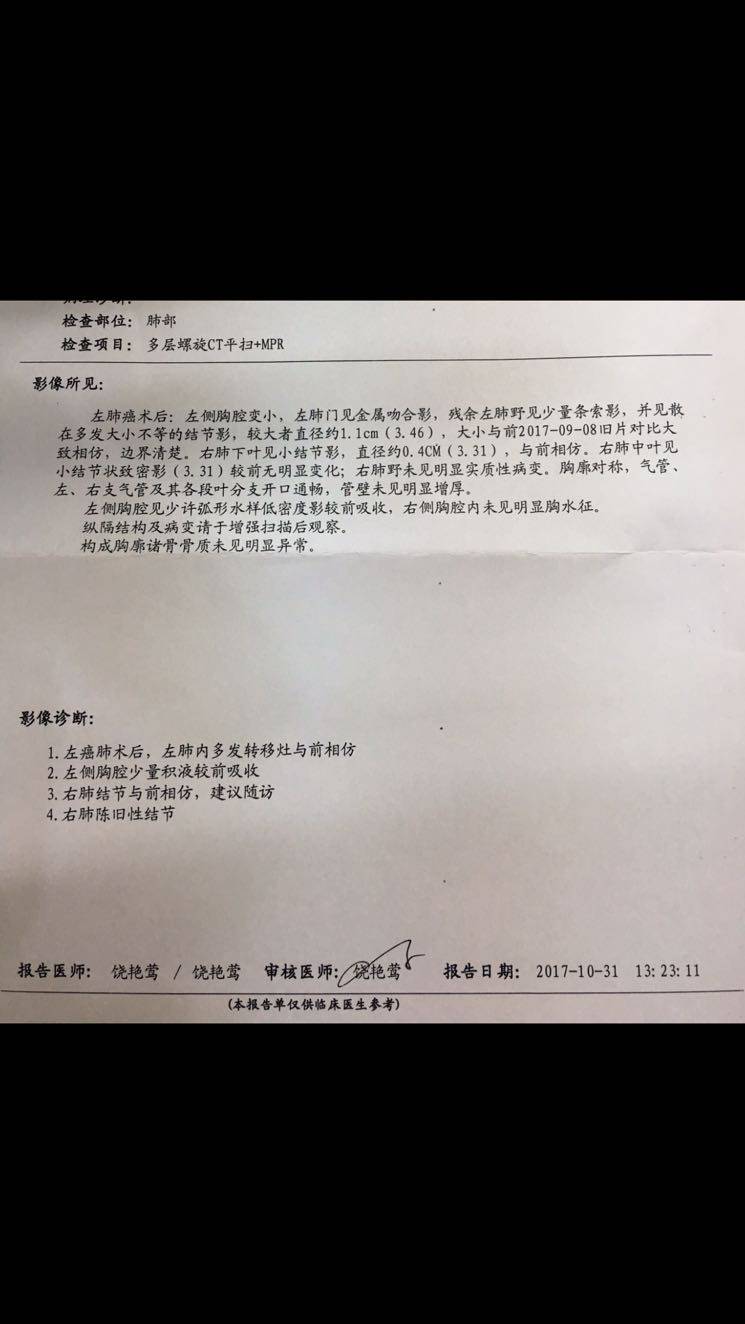 病理诊断:
检查部位: 肺部
检查项目: 多层螺旋CT平扫+MPR
影像所见:
左肺癌术后: 左侧胸腔变小, 左肺门见金属吻合影, 残余左肺野见少量条索影, 并见散
在多发大小不等的结节影, 较大者直径约1.1cm(3.46), 大小与前2017-09-08旧片对比大
致相仿, 边界清楚。右肺下叶见小结节影, 直径约0.4CM(3.31), 与前相仿。右肺中叶见
小结节状致密影(3.31)较前无明显变化; 右肺野未见明显实质性病变。胸廓对称, 气管、
左、右支气管及其各段叶分支开口通畅, 管壁未见明显增厚。
左侧胸腔见少许弧形水样低密度影较前吸收, 右侧胸腔内未见明显胸水征。
纵隔结构及病变请于增强扫描后观察。
构成胸廓诸骨骨质未见明显异常。
影像诊断:
1.左癌肺术后, 左肺内多发转移灶与前相仿
2.左侧胸腔少量积液较前吸收
3.右肺结节与前相仿, 建议随访
4.右肺陈旧性结节
报告医师: 饶艳莺 / 饶艳莺 审核医师: 饶艳莺 报告日期: 2017-10-31 13:23:11
(本报告单仅供临床医生参考)